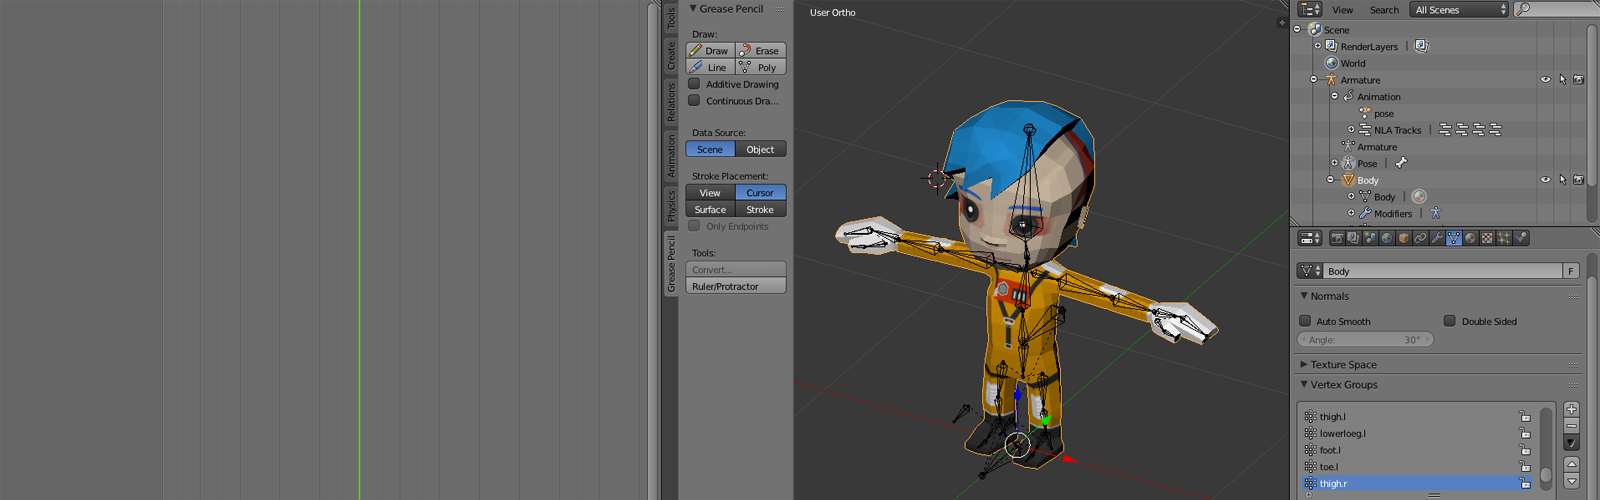 Tools
Create
Relations
Animation
Physics
Grease Pencil
Grease Pencil
Draw:
Draw
Erase
Line
Poly
Additive Drawing
Continuous Dra...
Data Source:
Scene
Object
Stroke Placement:
View
Cursor
Surface
Stroke
Only Endpoints
Tools:
Convert...
Ruler/Protractor
User Ortho
View
Search
All Scenes
Scene
RenderLayers
World
Armature
Animation
pose
NLA Tracks
Armature
Pose
Body
Body
Modifiers
Body
F
Normals
Auto Smooth
Double Sided
Angle:
30°
Texture Space
Vertex Groups
thigh.l
lowerloeg.l
foot.l
toe.l
thigh.r